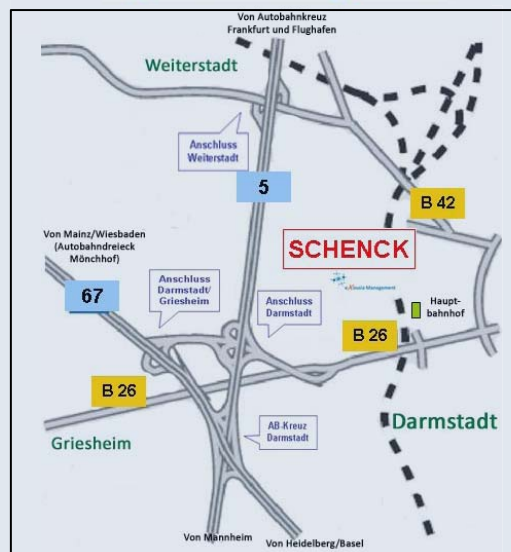 Von Autobahnkreuz
Frankfurt und Flughafen
Weiterstadt
Anschluss
Weiterstadt
5
B 42
Von Mainz/Wiesbaden
(Autobahndreieck
Mönchhof)
SCHENCK
67
Anschluss
Darmstadt/
Griesheim
Anschluss
Darmstadt
Management
Haupt-
bahnhof
B 26
B 26
Griesheim
AB-Kreuz
Darmstadt
Darmstadt
Von Mannheim
Von Heidelberg/Basel